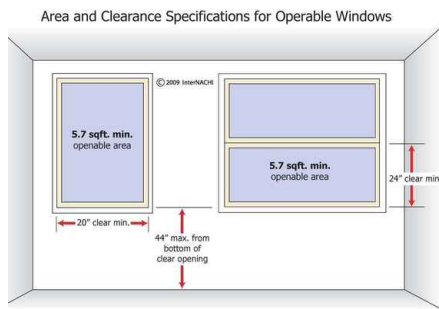 Area and Clearance Specifications for Operable Windows
© 2009 InterNACHI
5.7 sqft. min.
openable area
5.7 sqft. min.
openable area
24" clear min
20" clear min.
44" max. from
bottom of
clear opening